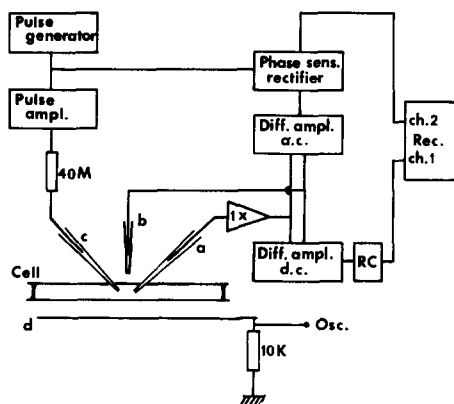 Pulse
generator
Phase sens.
rectifier
Pulse
ampl.
Diff. ampl.
a.c.
ch.2
Rec.
ch.1
40M
b
1x
c
a
Diff. ampl.
d.c.
RC
Cell
d
Osc.
10K